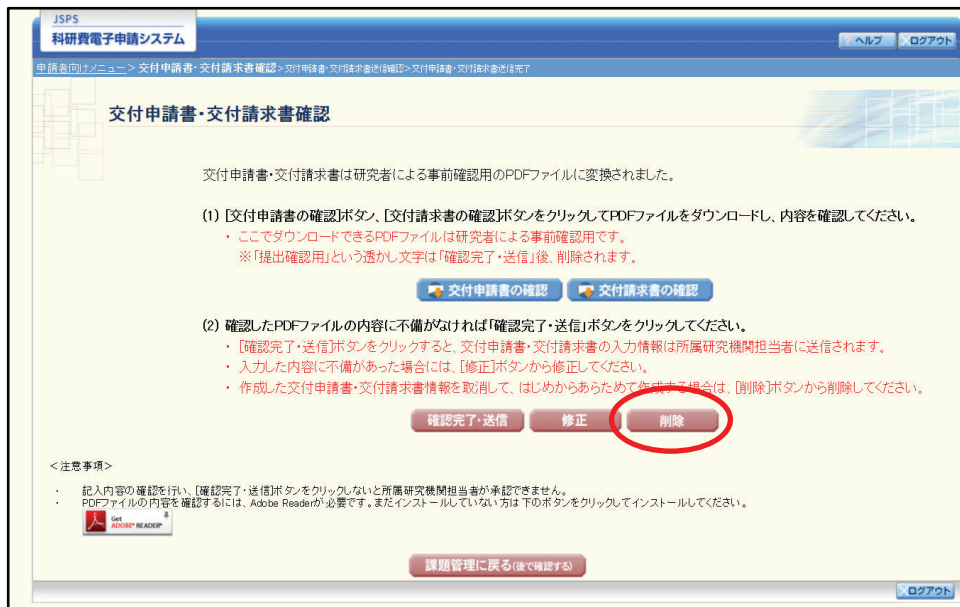 JSPS
科研費電子申請システム
? ヘルプ
ログアウト
申請者向けメニュー>交付申請書・交付請求書確認>交付申請書・交付請求書送信確認>交付申請書・交付請求書送信完了
交付申請書・交付請求書確認
交付申請書・交付請求書は研究者による事前確認用のPDFファイルに変換されました。
(1) [交付申請書の確認]ボタン、[交付請求書の確認]ボタンをクリックしてPDFファイルをダウンロードし、内容を確認してください。
・ ここでダウンロードできるPDFファイルは研究者による事前確認用です。
※「提出確認用」という透かし文字は「確認完了・送信」後、削除されます。
交付申請書の確認 交付請求書の確認
(2) 確認したPDFファイルの内容に不備がなければ「確認完了・送信」ボタンをクリックしてください。
・ [確認完了・送信]ボタンをクリックすると、交付申請書・交付請求書の入力情報は所属研究機関担当者に送信されます。
・ 入力した内容に不備があった場合には、[修正]ボタンから修正してください。
・ 作成した交付申請書・交付請求書情報を取消して、はじめからあらためて作成する場合は、[削除]ボタンから削除してください。
確認完了・送信 修正 削除
<注意事項>
・ 記入内容の確認を行い、[確認完了・送信]ボタンをクリックしないと所属研究機関担当者が承認できません。
・ PDFファイルの内容を確認するには、Adobe Readerが必要です。まだインストールしていない方は下のボタンをクリックしてインストールしてください。
Get
ADOBE® READER®
課題管理に戻る(後で確認する)
ログアウト